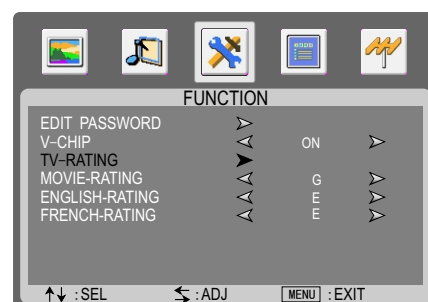 FUNCTION
EDIT PASSWORD
V-CHIP ON
TV-RATING
MOVIE-RATING G
ENGLISH-RATING E
FRENCH-RATING E
:SEL :ADJ MENU :EXIT